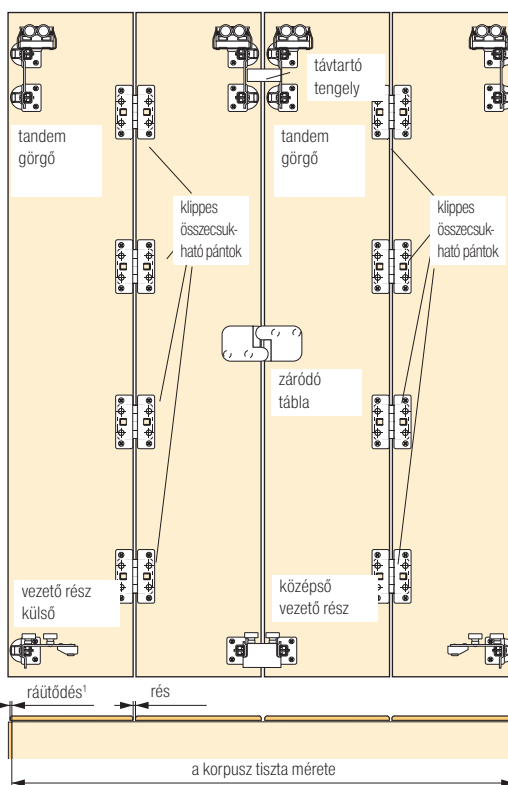 távtartó
tengely
tandem
görgő
tandem
görgő
klippes
összecsuk-
ható pántok
klippes
összecsuk-
ható pántok
záródó
tábla
vezető rész
külső
középső
vezető rész
ráütődés¹
rés
a korpusz tiszta mérete